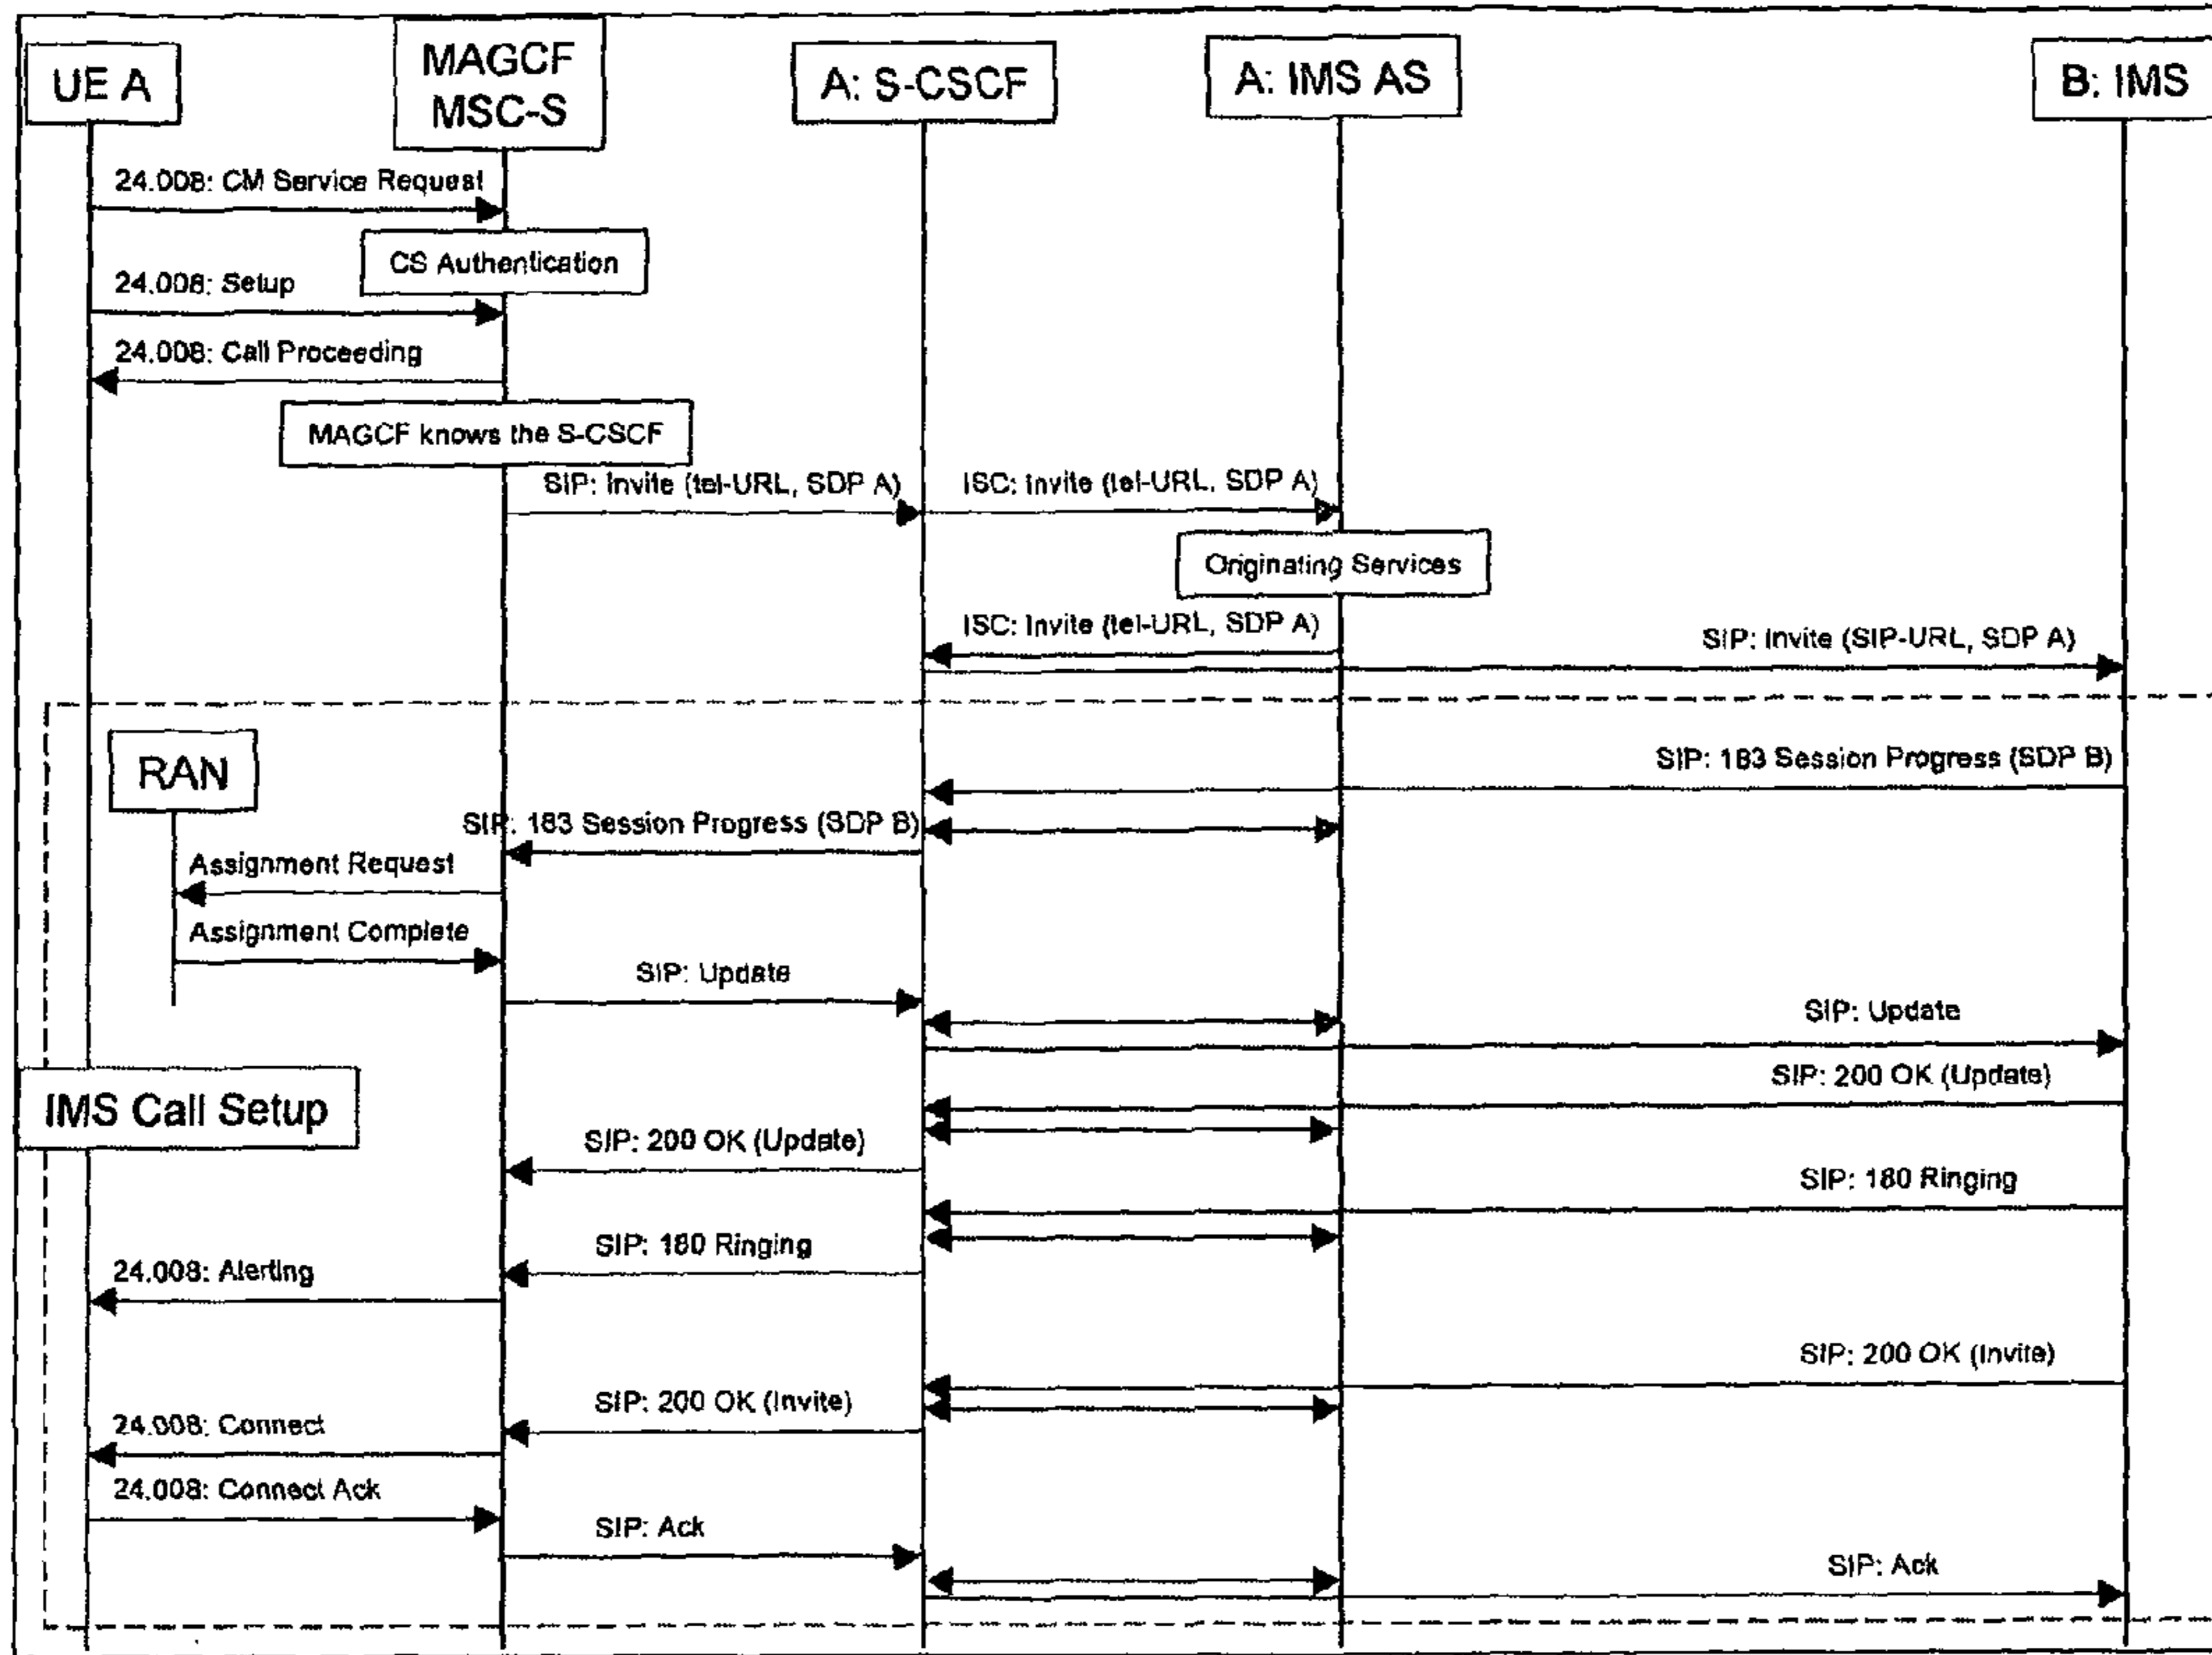 UE A
MAGCF
MSC-S
A: S-CSCF
A: IMS AS
B: IMS
24.008: CM Service Request
CS Authentication
24.008: Setup
24.008: Call Proceeding
MAGCF knows the S-CSCF
SIP: Invite (tel-URL, SDP A)
ISC: Invite (tel-URL, SDP A)
Originating Services
ISC: Invite (tel-URL, SDP A)
SIP: Invite (SIP-URL, SDP A)
RAN
SIP: 183 Session Progress (SDP B)
SIP: 183 Session Progress (SDP B)
Assignment Request
Assignment Complete
SIP: Update
SIP: Update
IMS Call Setup
SIP: 200 OK (Update)
SIP: 200 OK (Update)
SIP: 180 Ringing
SIP: 180 Ringing
24.008: Alerting
SIP: 200 OK (Invite)
SIP: 200 OK (Invite)
24.008: Connect
24.008: Connect Ack
SIP: Ack
SIP: Ack